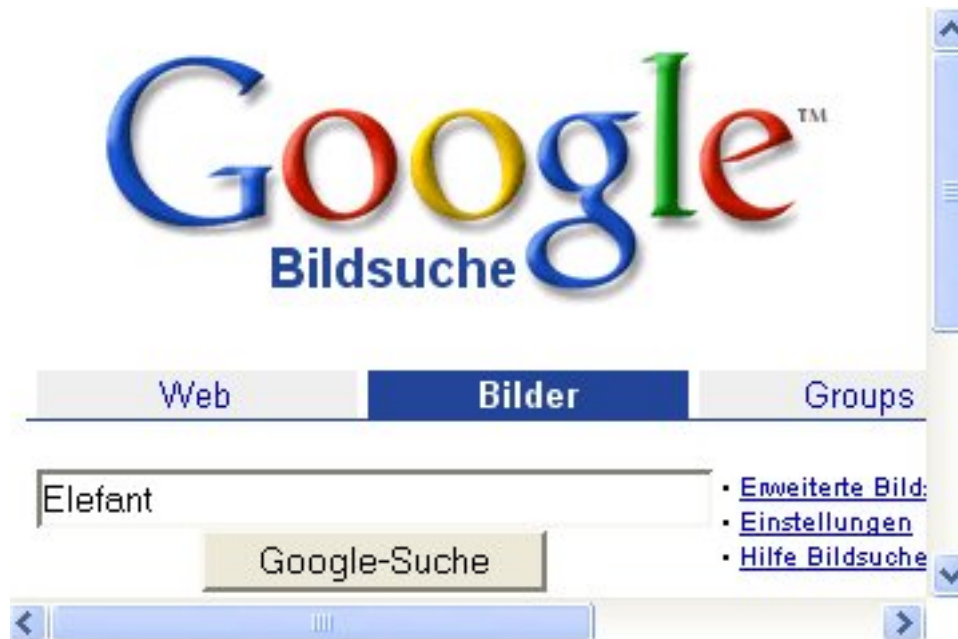 Google™
Bildsuche
Web Bilder Groups
Elefant
Google-Suche
· Erweiterte Bild
· Einstellungen
· Hilfe Bildsuche